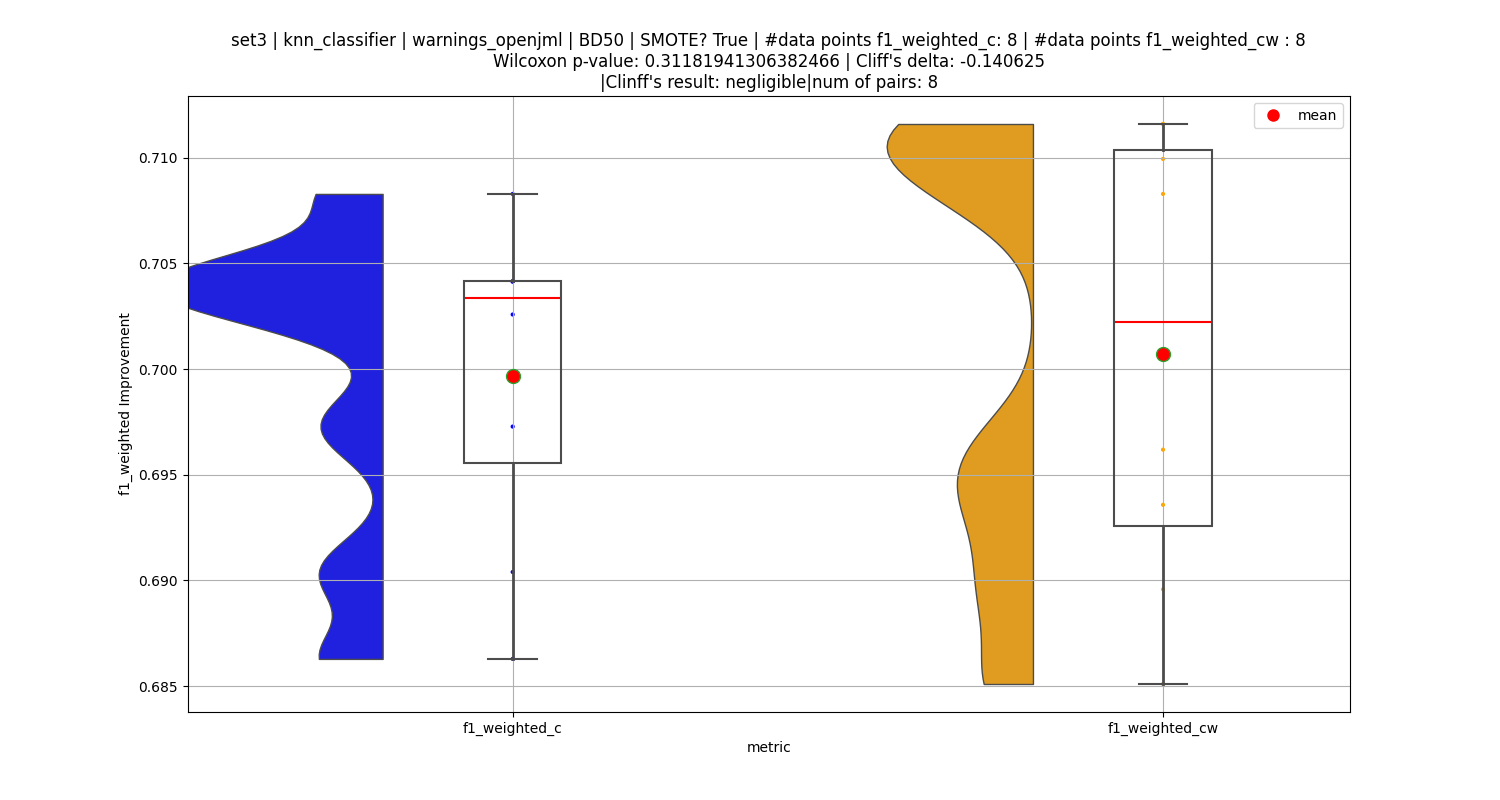 set3 | knn_classifier | warnings_openjml | BD50 | SMOTE? True | #data points f1_weighted_c: 8 | #data points f1_weighted_cw : 8
Wilcoxon p-value: 0.31181941306382466 | Cliff's delta: -0.140625
|Clinff's result: negligible|num of pairs: 8
mean
0.710
0.705
0.700
0.695
0.690
0.685
f1_weighted Improvement
f1_weighted_c
f1_weighted_cw
metric